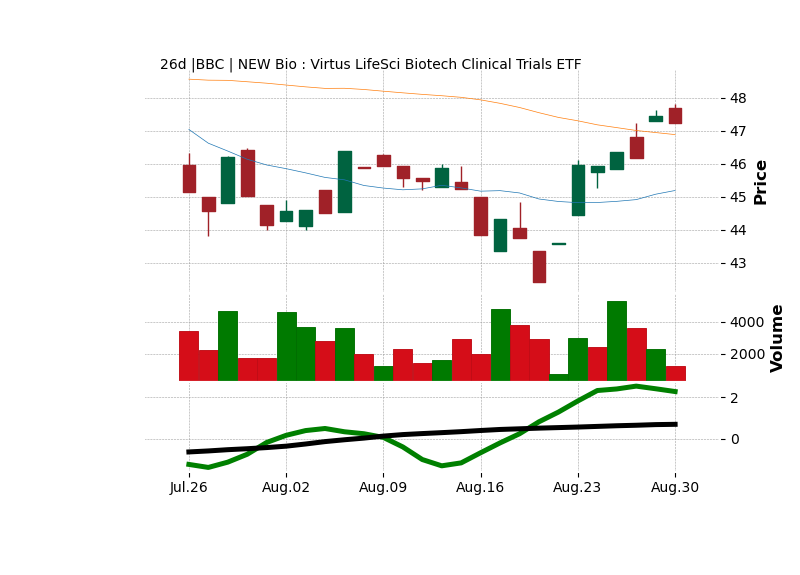 26d |BBC | NEW Bio : Virtus LifeSci Biotech Clinical Trials ETF
48
47
46
45
44
43
Price
4000
2000
Volume
2
0
Jul.26 Aug.02 Aug.09 Aug.16 Aug.23 Aug.30